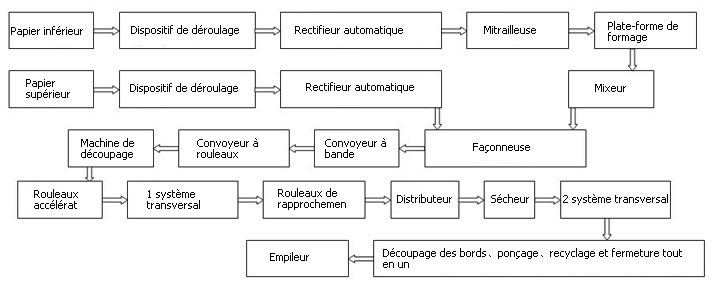 Papier inférieur
Dispositif de déroulage
Rectifieur automatique
Mitrailleuse
Plate-forme de
formage
Papier
supérieur
Dispositif de déroulage
Rectifieur automatique
Mixeur
Machine de
découpage
Convoyeur à
rouleaux
Convoyeur à
bande
Façonneuse
Rouleaux
accélérat
1 système
transversal
Rouleaux de
rapprochemen
Distributeur
Sécheur
2 système transversal
Empileur
Découpage des bords、ponçage、recyclage et fermeture tout
en un